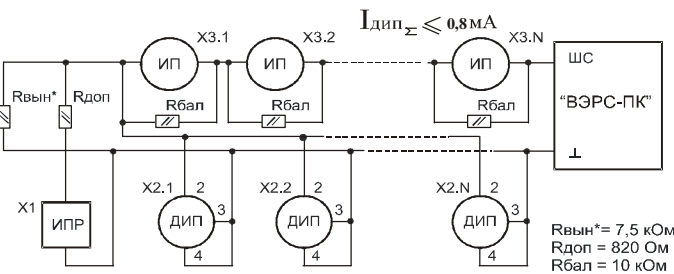 X3.1 X3.2 Iдип Σ ⩽ 0,8мА X3.N
ИП ИП ИП ШС
Rвын* Rдоп Rбал Rбал Rбал "ВЭРС-ПК"
⊥
X1 X2.1 2 X2.2 2 X2.N 2
ИПР ДИП 3 ДИП 3 ДИП 3
4 4 4
Rвын*= 7,5 кОм
Rдоп = 820 Ом
Rбал = 10 кОм